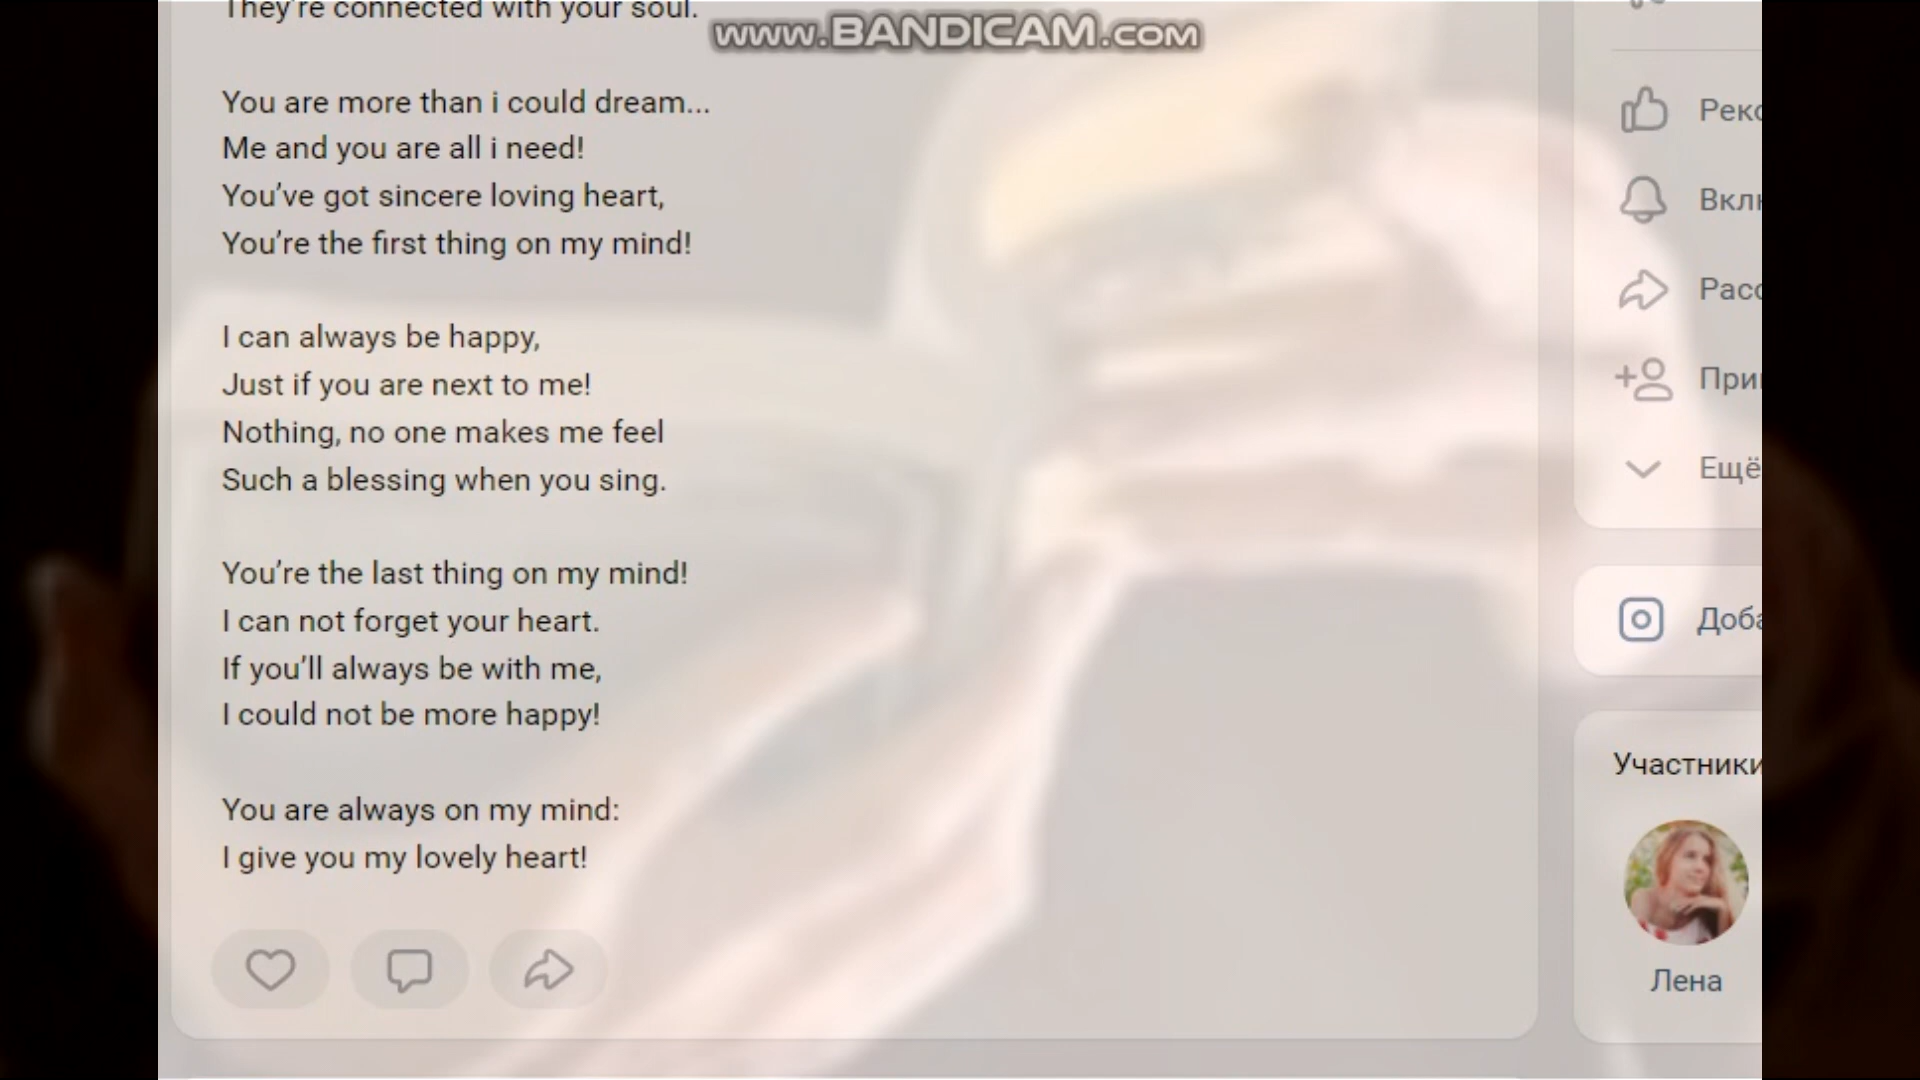 They're connected with your soul.
www.BANDICAM.com
You are more than i could dream...
Me and you are all i need!
You've got sincere loving heart,
You're the first thing on my mind!
I can always be happy,
Just if you are next to me!
Nothing, no one makes me feel
Such a blessing when you sing.
You're the last thing on my mind!
I can not forget your heart.
If you'll always be with me,
I could not be more happy!
You are always on my mind:
I give you my lovely heart!
Ещё
Участники
Лена